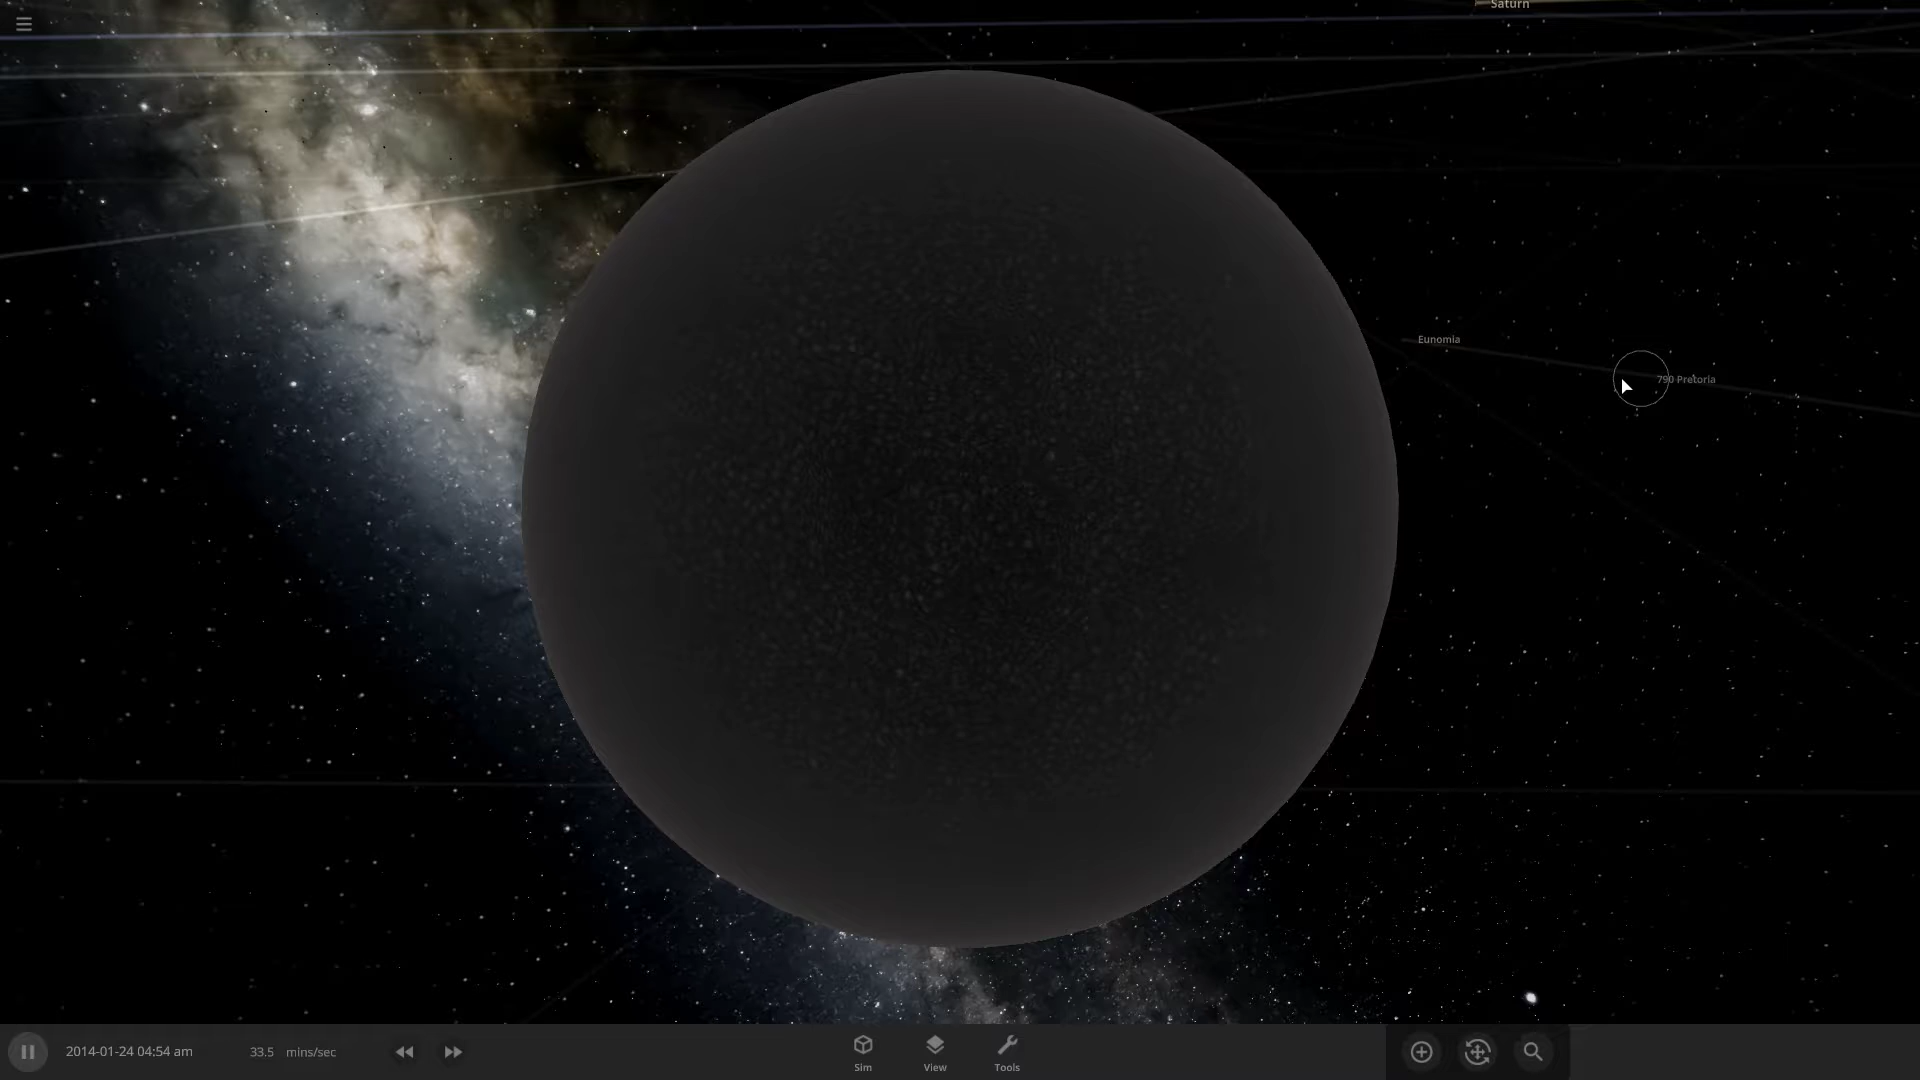 Saturn
Eunomia
790 Pretoria
2014-01-24 04:54 am
33.5 mins/sec
Sim
View
Tools